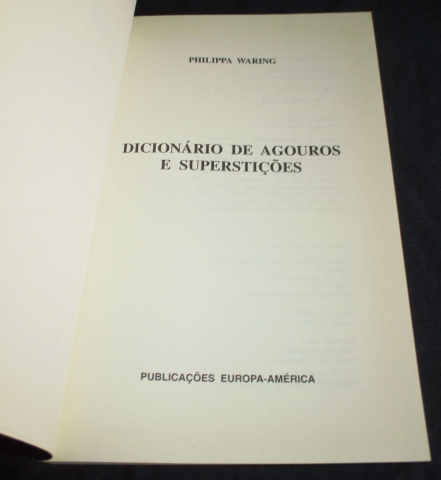 PHILIPPA WARING
DICIONÁRIO DE AGOUROS
E SUPERSTIÇÕES
PUBLICAÇÕES EUROPA-AMÉRICA